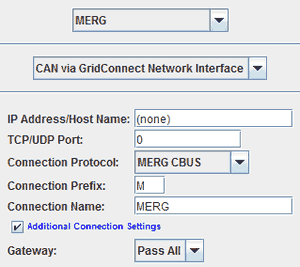 MERG
CAN via GridConnect Network Interface
IP Address/Host Name: (none)
TCP/UDP Port: 0
Connection Protocol: MERG CBUS
Connection Prefix: M
Connection Name: MERG
Additional Connection Settings
Gateway: Pass All